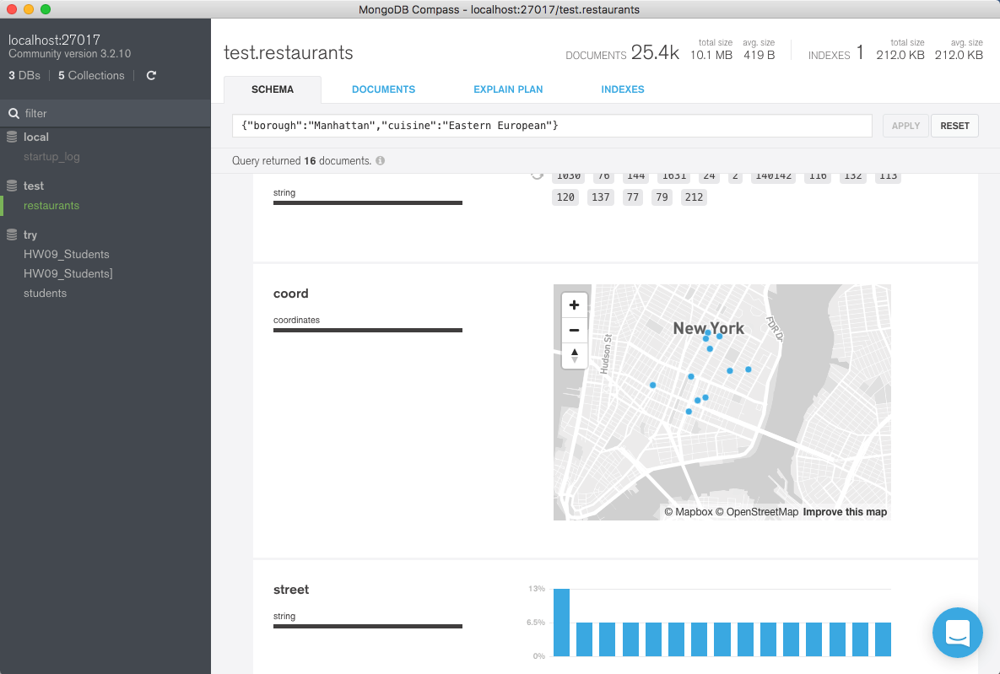 MongoDB Compass - localhost:27017/test.restaurants
localhost:27017
Community version 3.2.10
3 DBs
5 Collections
filter
local
startup_log
test
restaurants
try
HW09_Students
HW09_Students]
students
test.restaurants
DOCUMENTS 25.4k
total size
10.1 MB
avg. size
419 B
INDEXES 1
total size
212.0 KB
avg. size
212.0 KB
SCHEMA
DOCUMENTS
EXPLAIN PLAN
INDEXES
{"borough":"Manhattan","cuisine":"Eastern European"}
APPLY
RESET
Query returned 16 documents.
string
1030 76 144 1631 24 2 140142 116 132 113
120 137 77 79 212
coord
coordinates
+
−
New York
FDR Dr
Hudson St
© Mapbox © OpenStreetMap Improve this map
street
string
13%
6.5%
0%